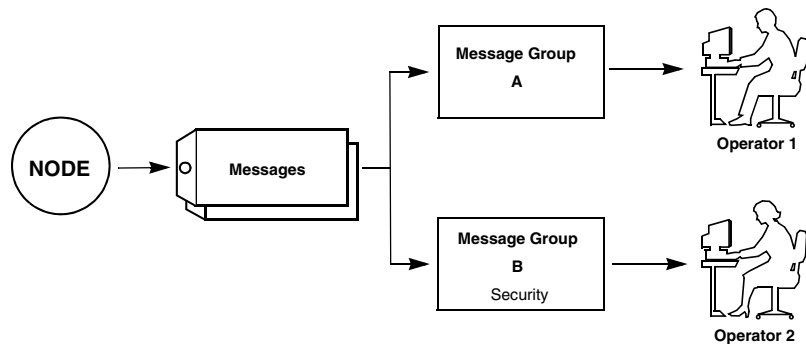 NODE
Messages
Message Group
A
Operator 1
Message Group
B
Security
Operator 2